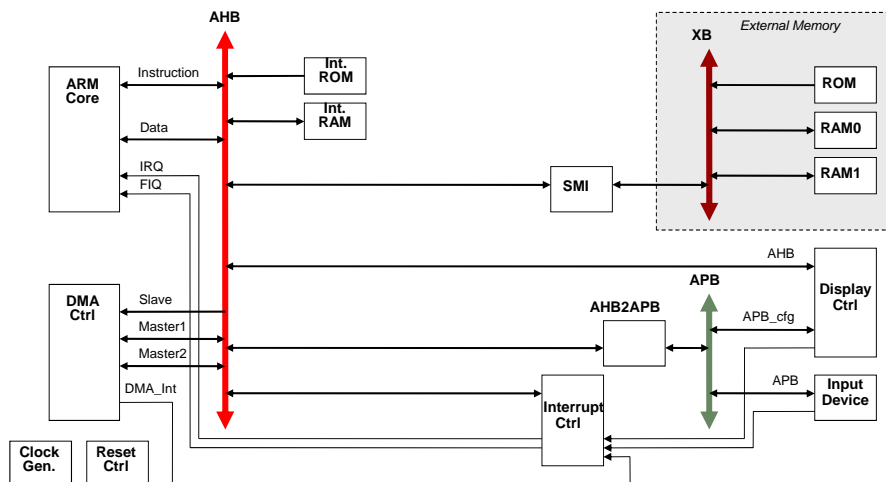 AHB
External Memory
XB
ARM
Core
Instruction
Int.
ROM
ROM
Int.
RAM
Data
RAM0
IRQ
FIQ
SMI
RAM1
AHB
DMA
Ctrl
Slave
APB
Display
Ctrl
AHB2APB
Master1
APB_cfg
Master2
DMA_Int
APB
Input
Device
Interrupt
Ctrl
Clock
Gen.
Reset
Ctrl